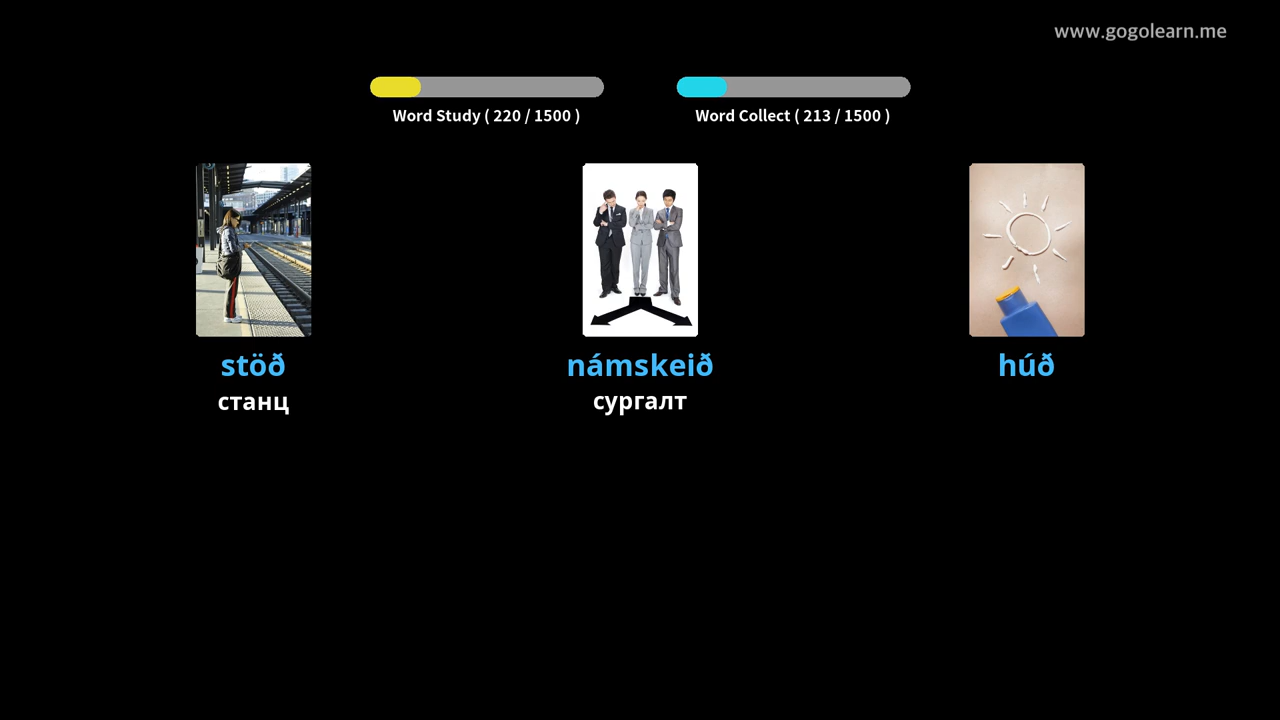 www.gogolearn.me
Word Study ( 220 / 1500 )
Word Collect ( 213 / 1500 )
stöð
námskeið
húð
станц
сургалт